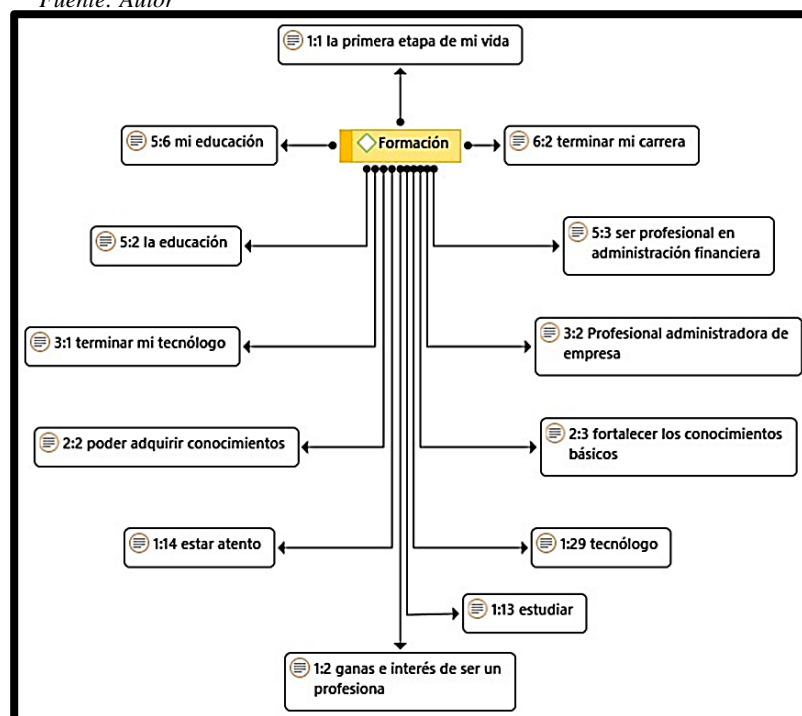 Fuente: Autor
1:1 la primera etapa de mi vida
5:6 mi educación
Formación
6:2 terminar mi carrera
5:2 la educación
5:3 ser profesional en
administración financiera
3:1 terminar mi tecnólogo
3:2 Profesional administradora de
empresa
2:2 poder adquirir conocimientos
2:3 fortalecer los conocimientos
básicos
1:14 estar atento
1:29 tecnólogo
1:13 estudiar
1:2 ganas e interés de ser un
profesiona